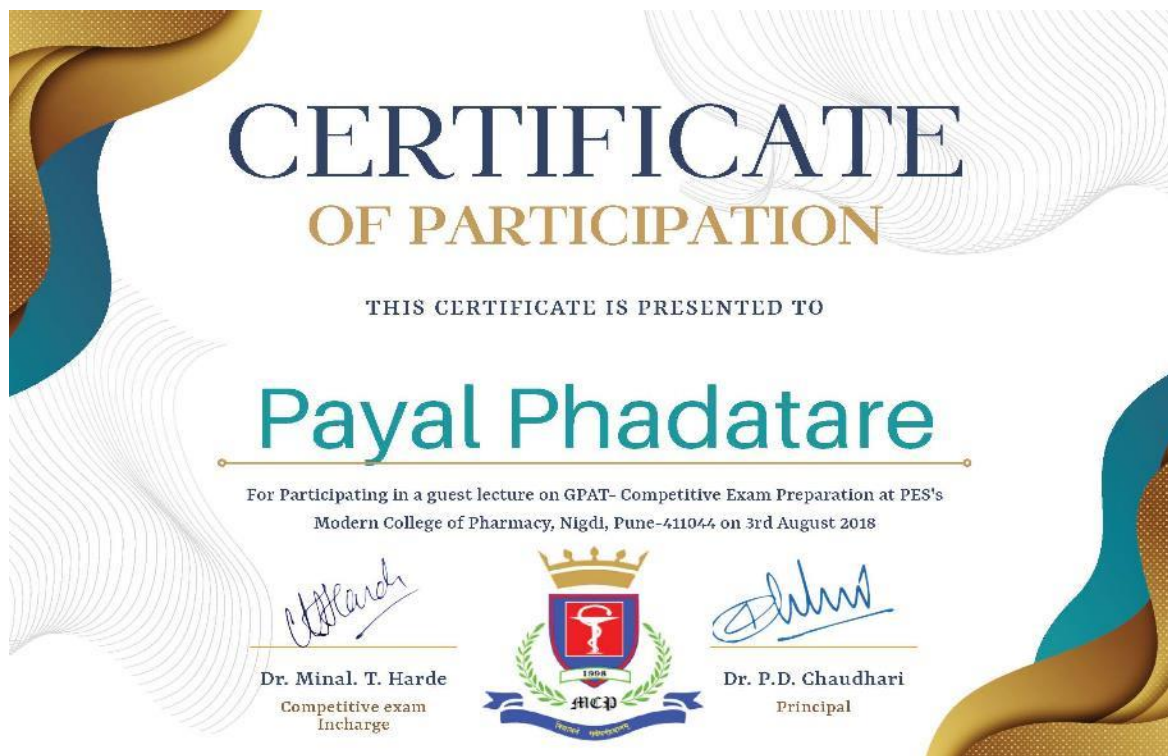 CERTIFICATE
OF PARTICIPATION
THIS CERTIFICATE IS PRESENTED TO
Payal Phadatare
For Participating in a guest lecture on GPAT- Competitive Exam Preparation at PES's
Modern College of Pharmacy, Nigdi, Pune-411044 on 3rd August 2018
Dr. Minal. T. Harde
Competitive exam
Incharge
1998
MCP
Dr. P.D. Chaudhari
Principal